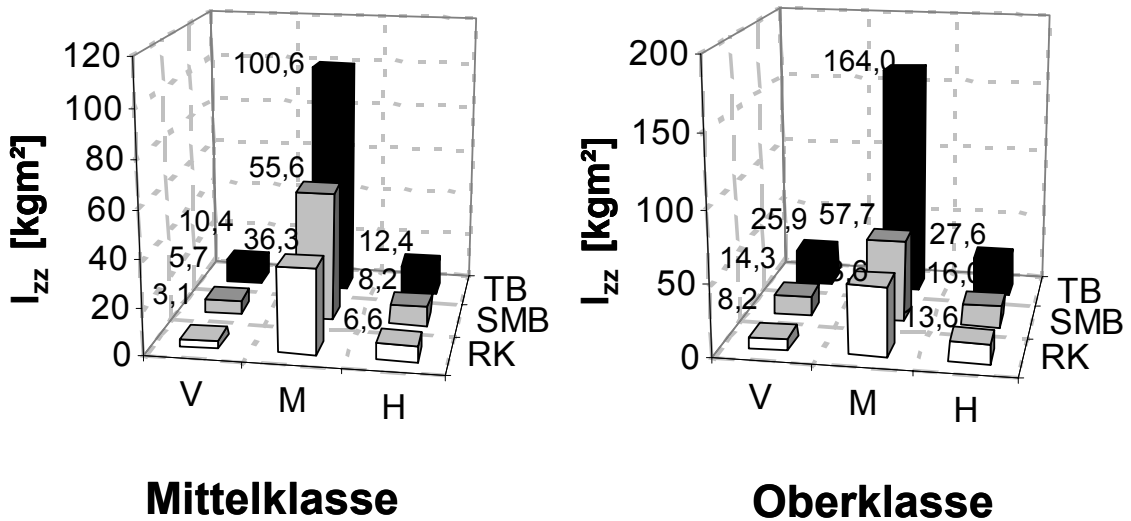 120
100
80
60
40
20
0
I_zz [kgm²]
100,6
55,6
10,4
36,3
12,4
5,7
8,2
3,1
6,6
TB
SMB
RK
V
M
H
Mittelklasse
200
150
100
50
0
I_zz [kgm²]
164,0
25,9
57,7
27,6
14,3
16,0
8,2
13,6
TB
SMB
RK
V
M
H
Oberklasse